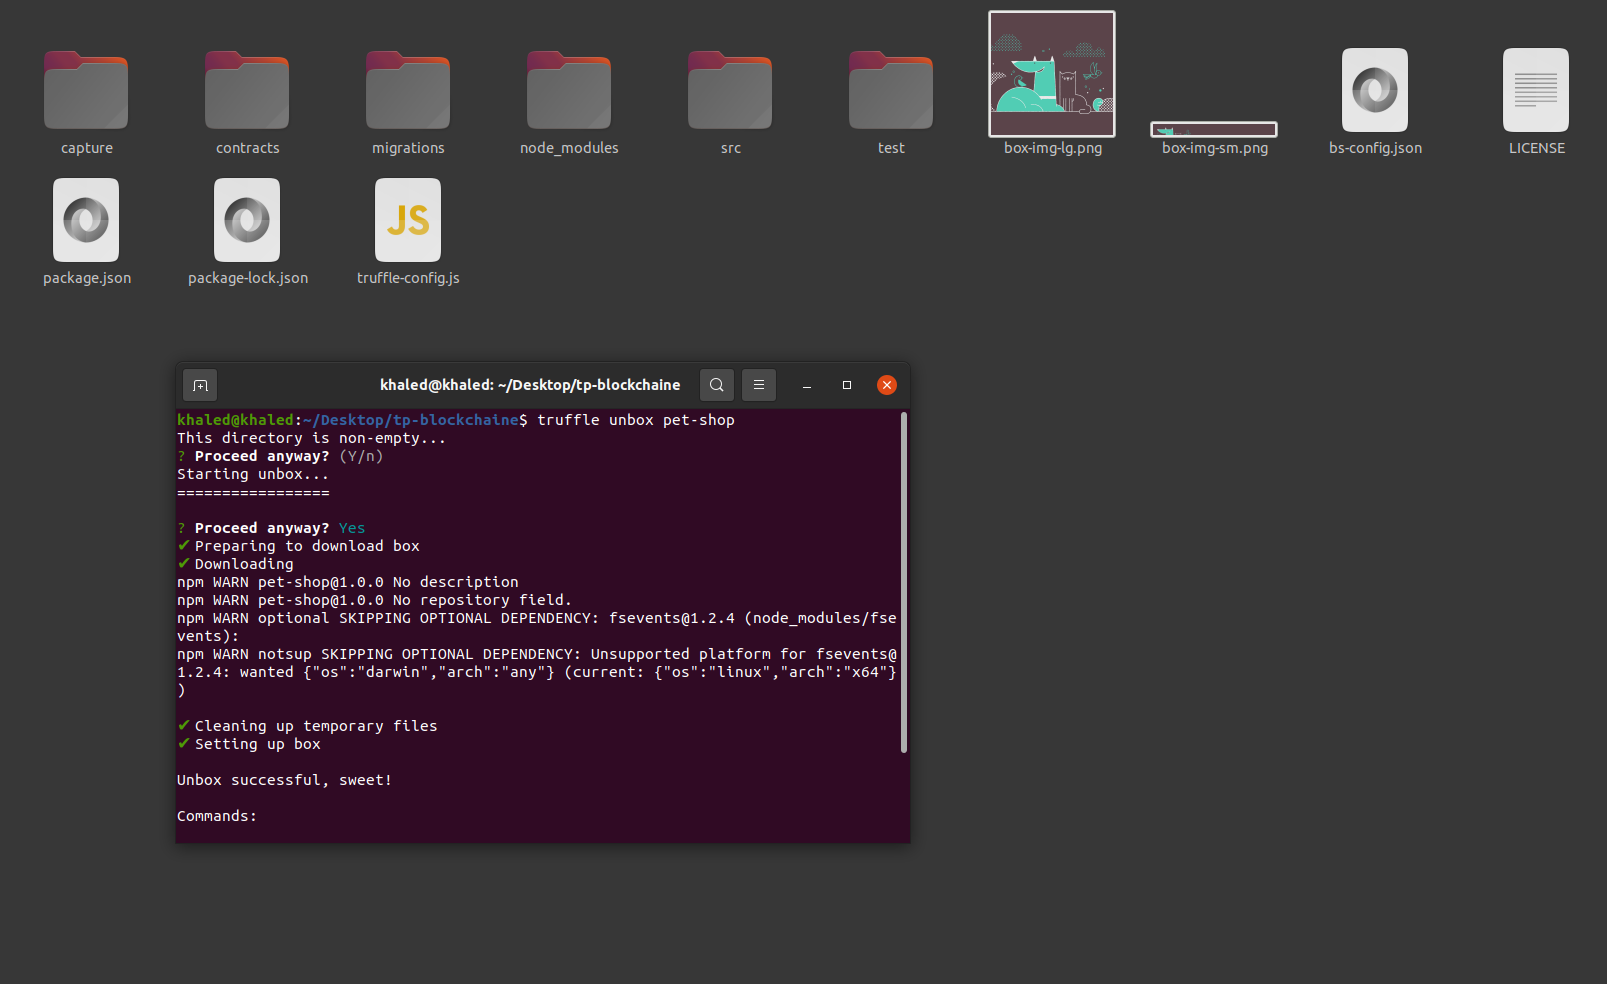 capture contracts migrations node_modules src test box-img-lg.png box-img-sm.png bs-config.json LICENSE
JS
package.json package-lock.json truffle-config.js
khaled@khaled: ~/Desktop/tp-blockchaine
khaled@khaled:~/Desktop/tp-blockchaine$ truffle unbox pet-shop
This directory is non-empty...
? Proceed anyway? (Y/n)
Starting unbox...
=================
? Proceed anyway? Yes
✔ Preparing to download box
✔ Downloading
npm WARN pet-shop@1.0.0 No description
npm WARN pet-shop@1.0.0 No repository field.
npm WARN optional SKIPPING OPTIONAL DEPENDENCY: fsevents@1.2.4 (node_modules/fse
vents):
npm WARN notsup SKIPPING OPTIONAL DEPENDENCY: Unsupported platform for fsevents@
1.2.4: wanted {"os":"darwin","arch":"any"} (current: {"os":"linux","arch":"x64"}
)
✔ Cleaning up temporary files
✔ Setting up box
Unbox successful, sweet!
Commands: